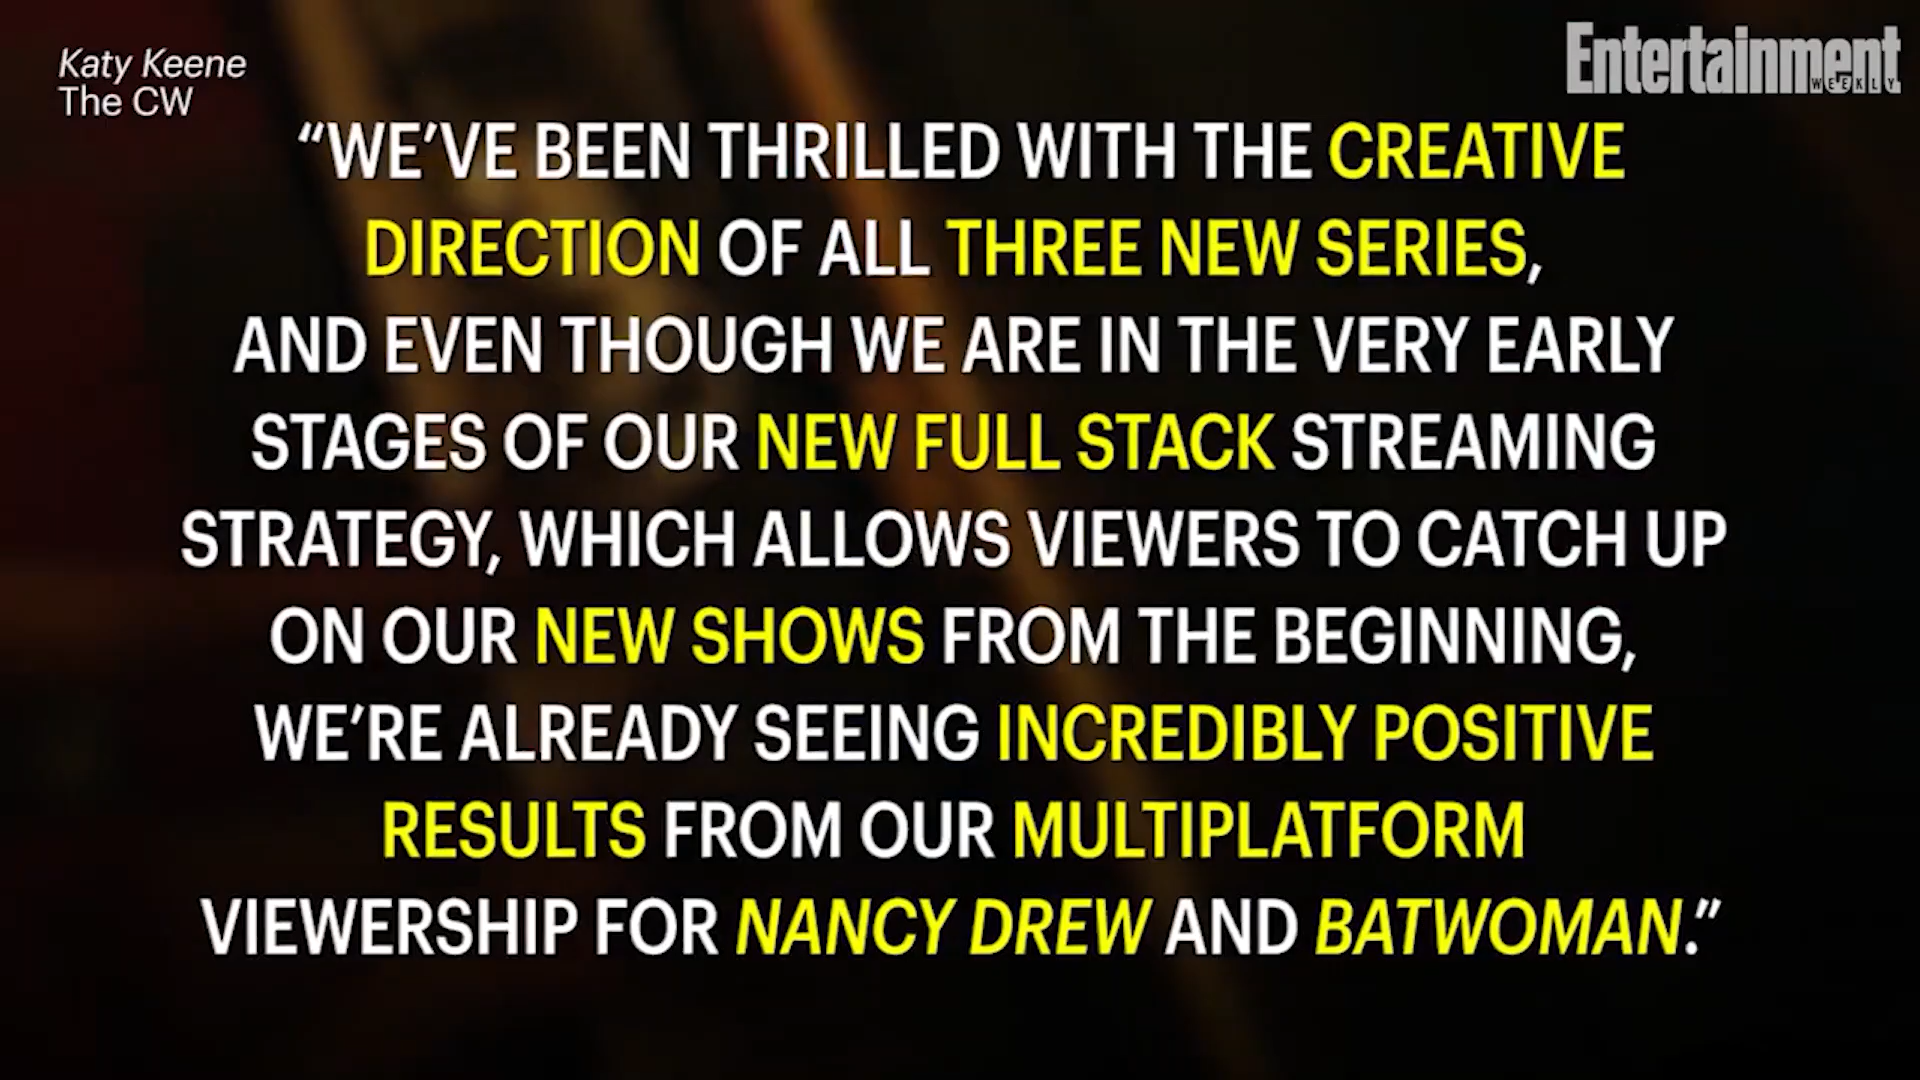 Katy Keene
The CW
Entertainment
WEEKLY
“WE’VE BEEN THRILLED WITH THE CREATIVE
DIRECTION OF ALL THREE NEW SERIES,
AND EVEN THOUGH WE ARE IN THE VERY EARLY
STAGES OF OUR NEW FULL STACK STREAMING
STRATEGY, WHICH ALLOWS VIEWERS TO CATCH UP
ON OUR NEW SHOWS FROM THE BEGINNING,
WE’RE ALREADY SEEING INCREDIBLY POSITIVE
RESULTS FROM OUR MULTIPLATFORM
VIEWERSHIP FOR NANCY DREW AND BATWOMAN.”